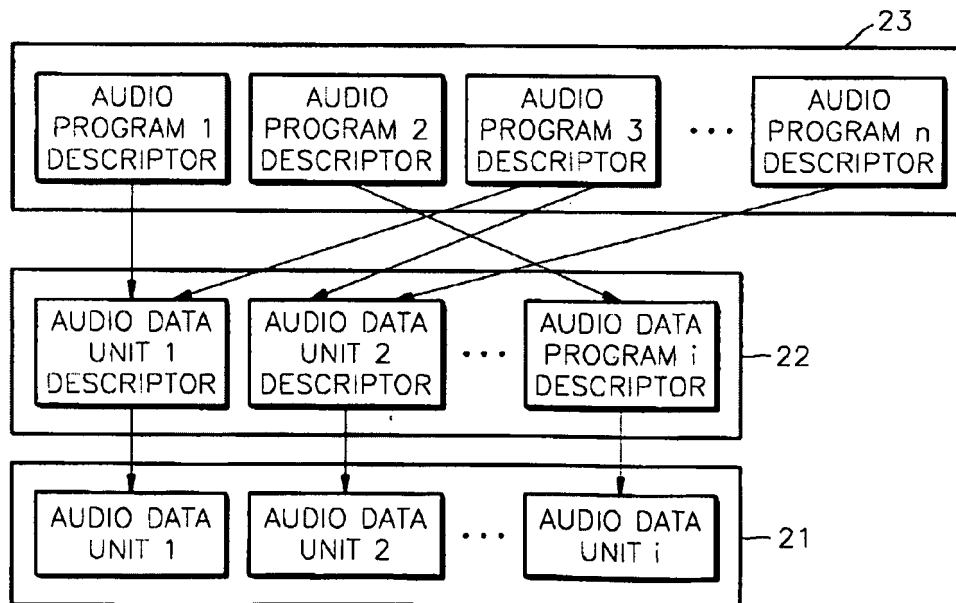 23
AUDIO
PROGRAM 1
DESCRIPTOR
AUDIO
PROGRAM 2
DESCRIPTOR
AUDIO
PROGRAM 3
DESCRIPTOR
...
AUDIO
PROGRAM n
DESCRIPTOR
AUDIO DATA
UNIT 1
DESCRIPTOR
AUDIO DATA
UNIT 2
DESCRIPTOR
...
AUDIO DATA
PROGRAM i
DESCRIPTOR
22
AUDIO DATA
UNIT 1
AUDIO DATA
UNIT 2
...
AUDIO DATA
UNIT i
21